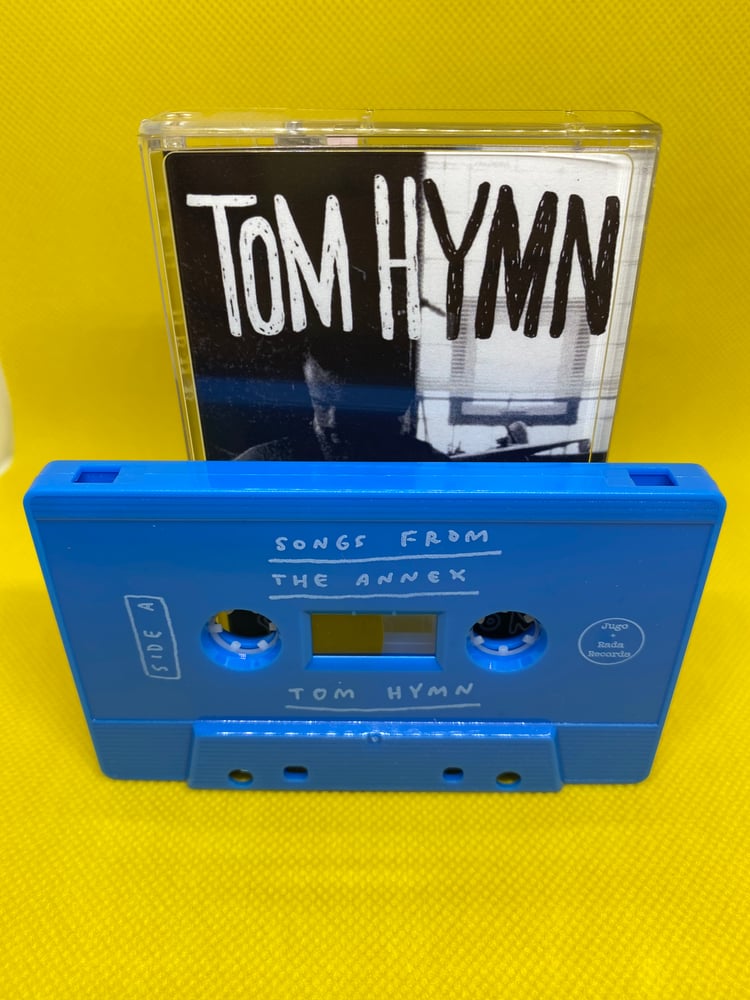 TOM HYMN
SONGS FROM
THE ANNEX
SIDE A
Jugo
+
Rada
Records
TOM HYMN